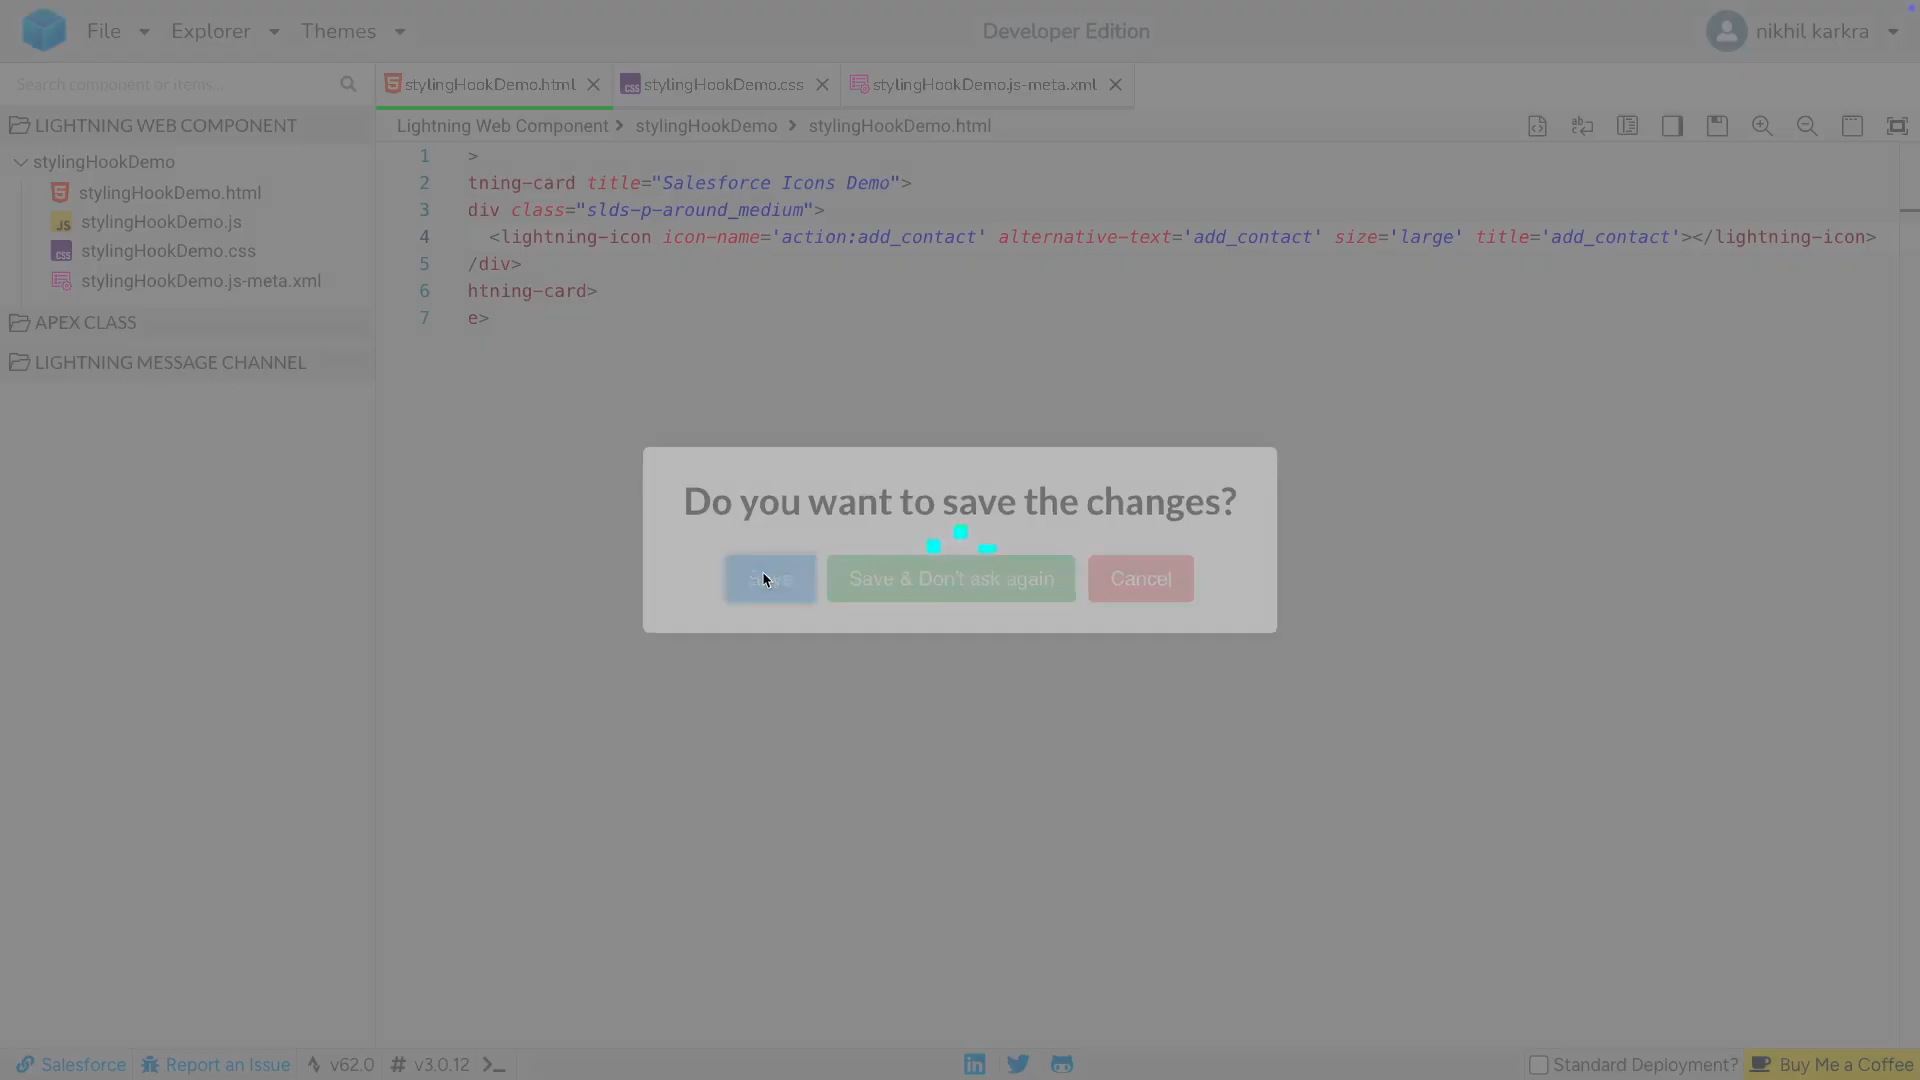 File Explorer Themes Developer Edition nikhil karkra
Search component or items...
stylingHookDemo.html stylingHookDemo.css stylingHookDemo.js-meta.xml
LIGHTNING WEB COMPONENT
Lightning Web Component > stylingHookDemo > stylingHookDemo.html
stylingHookDemo
stylingHookDemo.html
JS stylingHookDemo.js
CSS stylingHookDemo.css
stylingHookDemo.js-meta.xml
APEX CLASS
LIGHTNING MESSAGE CHANNEL
1 >
2 tning-card title="Salesforce Icons Demo">
3 div class="slds-p-around_medium">
4 <lightning-icon icon-name='action:add_contact' alternative-text='add_contact' size='large' title='add_contact'></lightning-icon>
5 /div>
6 htning-card>
7 e>
Do you want to save the changes?
Save & Don't ask again Cancel
Salesforce Report an Issue v62.0 # v3.0.12 >_
Standard Deployment? Buy Me a Coffee